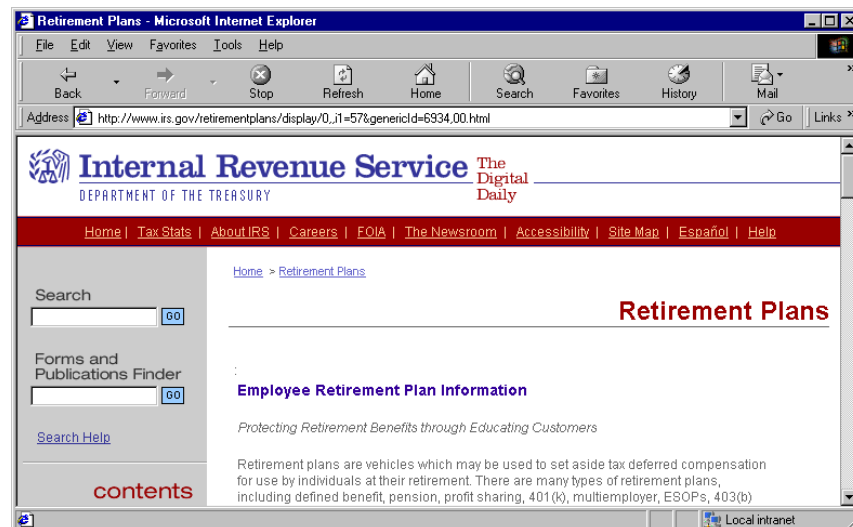 Retirement Plans - Microsoft Internet Explorer
File Edit View Favorites Tools Help
Back Forward Stop Refresh Home Search Favorites History Mail »
Address http://www.irs.gov/retirementplans/display/0,,i1=57&genericId=6934,00.html Go Links »
Internal Revenue Service
DEPARTMENT OF THE TREASURY
The
Digital
Daily
Home | Tax Stats | About IRS | Careers | FOIA | The Newsroom | Accessibility | Site Map | Español | Help
Home > Retirement Plans
Search
GO
Retirement Plans
Forms and
Publications Finder
GO
Search Help
contents
:
Employee Retirement Plan Information
Protecting Retirement Benefits through Educating Customers
Retirement plans are vehicles which may be used to set aside tax deferred compensation
for use by individuals at their retirement. There are many types of retirement plans,
including defined benefit, pension, profit sharing, 401(k), multiemployer, ESOPs, 403(b)
Local intranet